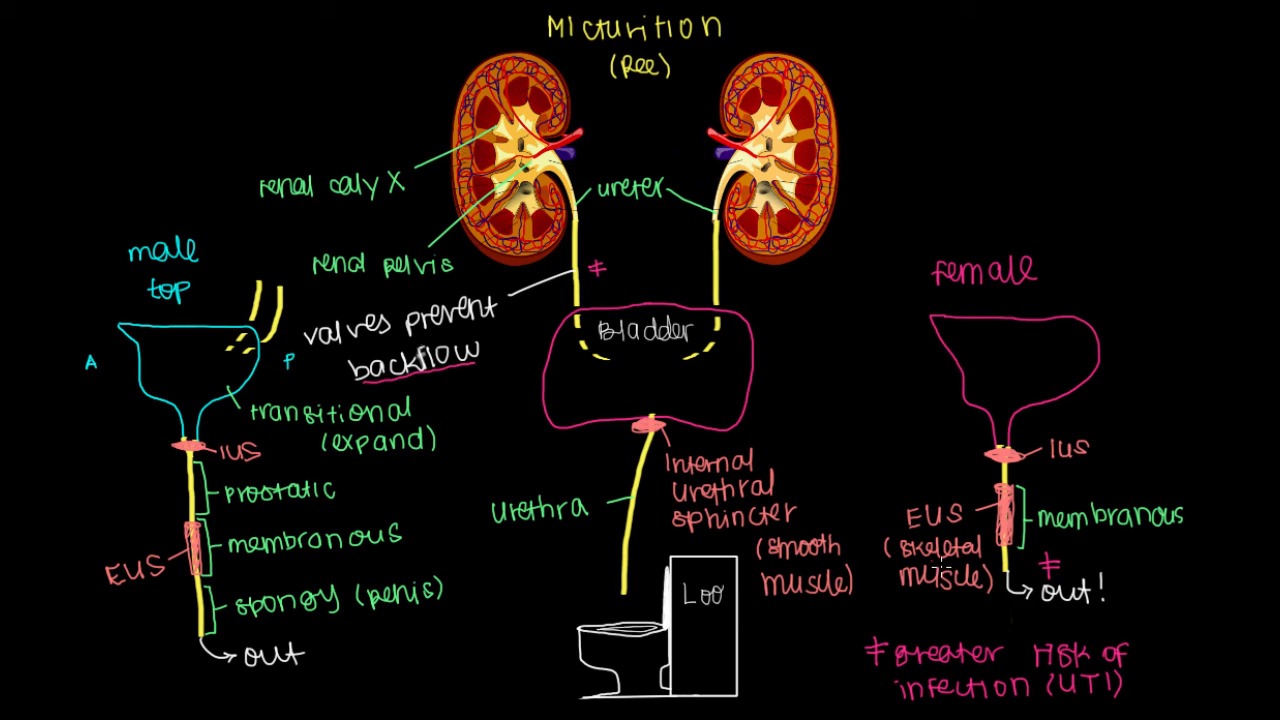 Micturition
(Pee)
renal calyx
ureter
renal pelvis
≠
valves prevent
backflow
Bladder
male
top
A
P
transitional
(expand)
IUS
prostatic
membranous
EUS
spongy (penis)
out
urethra
Internal
urethral
sphincter
(smooth
muscle)
Loo
female
IUS
EUS
(skeletal
muscle)
membranous
≠
out!
≠ greater risk of
infection (UTI)